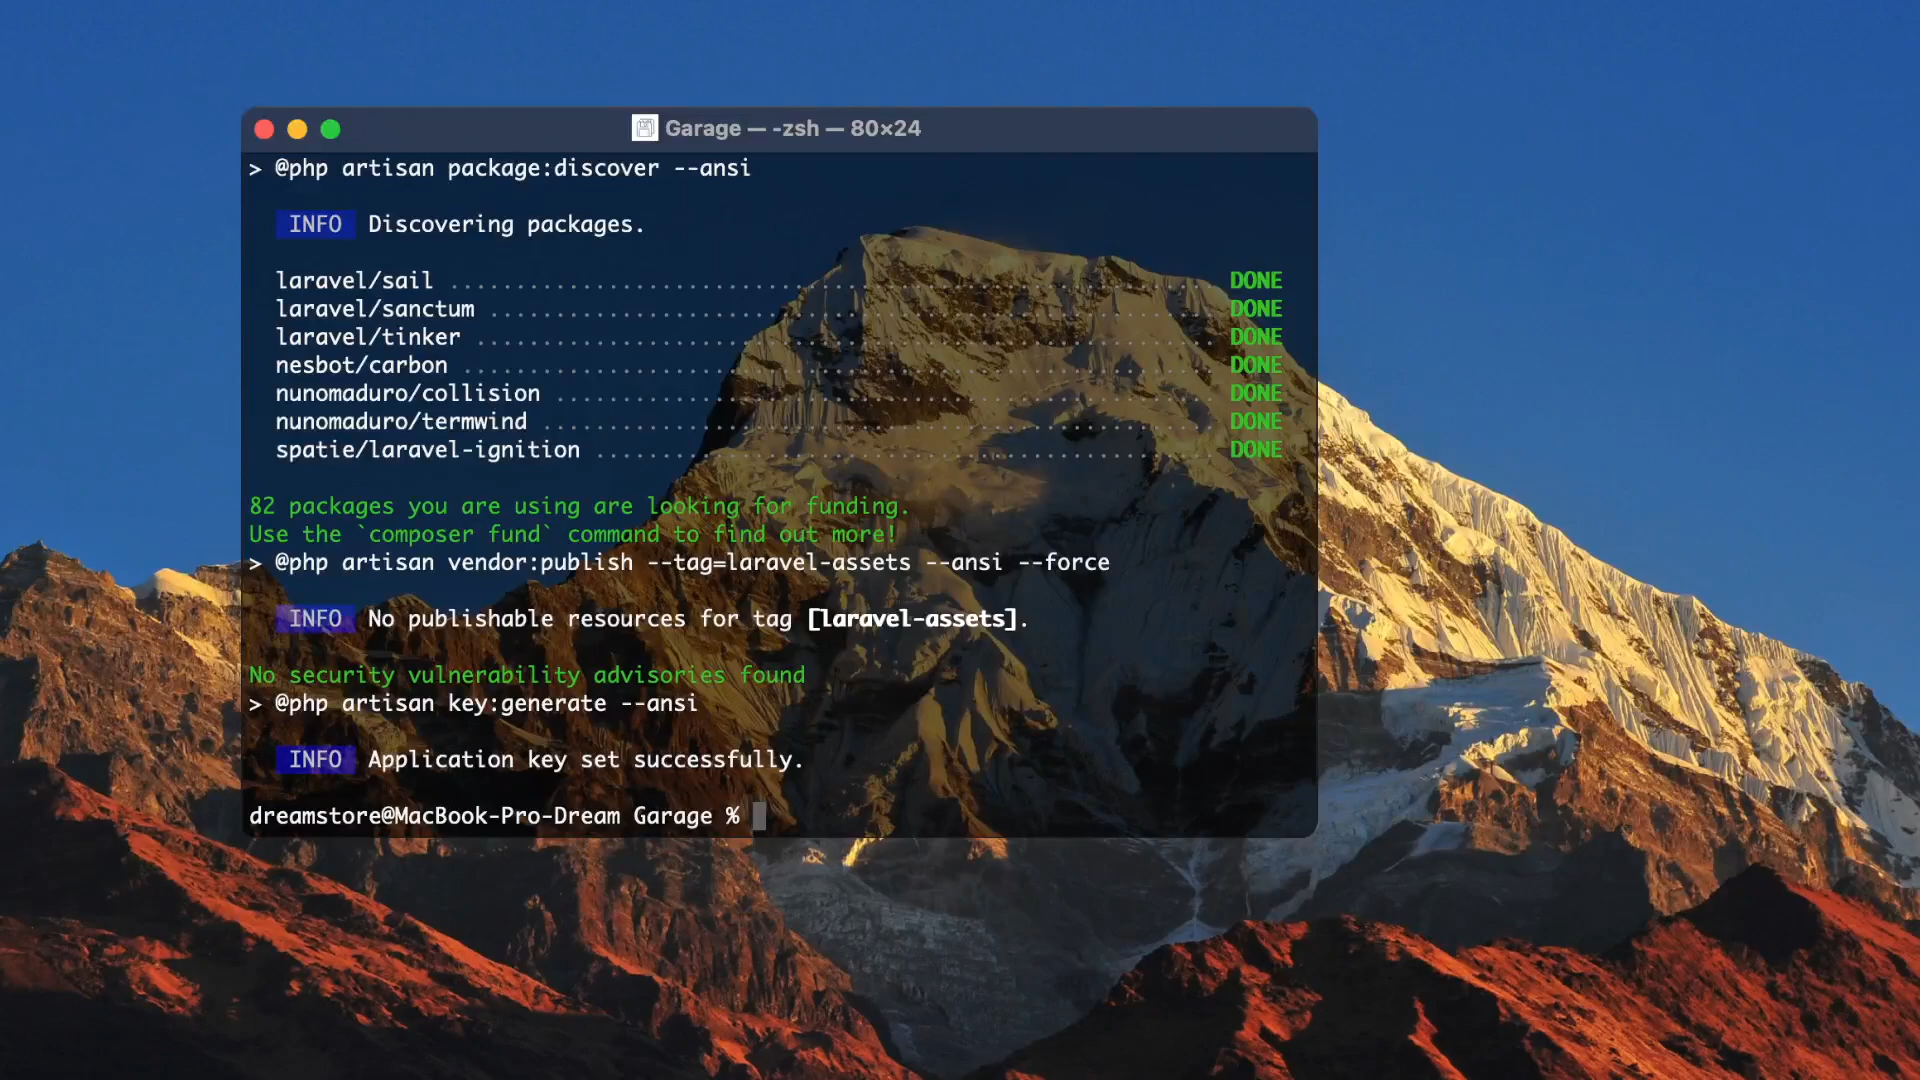 Garage — -zsh — 80×24
> @php artisan package:discover --ansi
INFO Discovering packages.
laravel/sail ........................................................... DONE
laravel/sanctum ........................................................ DONE
laravel/tinker ......................................................... DONE
nesbot/carbon .......................................................... DONE
nunomaduro/collision ................................................... DONE
nunomaduro/termwind .................................................... DONE
spatie/laravel-ignition ................................................ DONE
82 packages you are using are looking for funding.
Use the `composer fund` command to find out more!
> @php artisan vendor:publish --tag=laravel-assets --ansi --force
INFO No publishable resources for tag [laravel-assets].
No security vulnerability advisories found
> @php artisan key:generate --ansi
INFO Application key set successfully.
dreamstore@MacBook-Pro-Dream Garage %